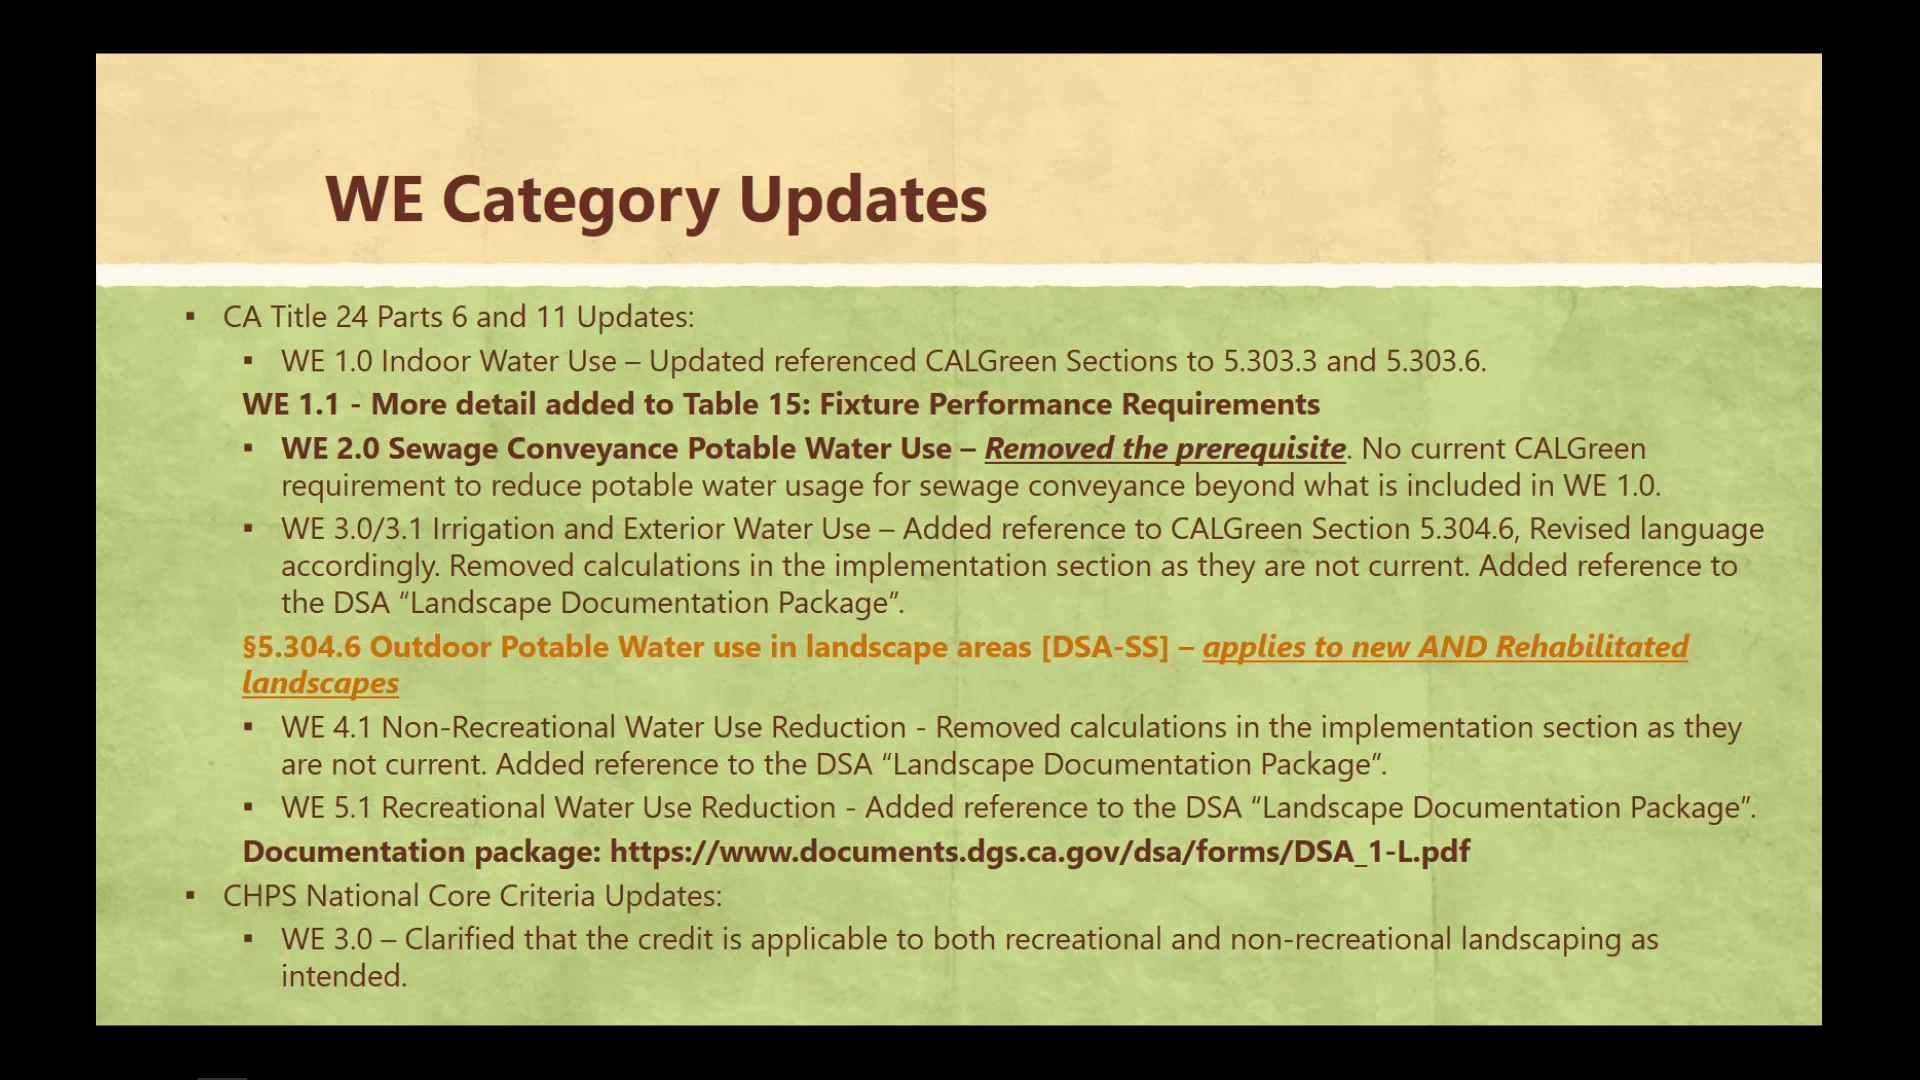 WE Category Updates
▪ CA Title 24 Parts 6 and 11 Updates:
▪ WE 1.0 Indoor Water Use – Updated referenced CALGreen Sections to 5.303.3 and 5.303.6.
WE 1.1 - More detail added to Table 15: Fixture Performance Requirements
▪ WE 2.0 Sewage Conveyance Potable Water Use – Removed the prerequisite. No current CALGreen
requirement to reduce potable water usage for sewage conveyance beyond what is included in WE 1.0.
▪ WE 3.0/3.1 Irrigation and Exterior Water Use – Added reference to CALGreen Section 5.304.6, Revised language
accordingly. Removed calculations in the implementation section as they are not current. Added reference to
the DSA “Landscape Documentation Package”.
§5.304.6 Outdoor Potable Water use in landscape areas [DSA-SS] – applies to new AND Rehabilitated
landscapes
▪ WE 4.1 Non-Recreational Water Use Reduction - Removed calculations in the implementation section as they
are not current. Added reference to the DSA “Landscape Documentation Package”.
▪ WE 5.1 Recreational Water Use Reduction - Added reference to the DSA “Landscape Documentation Package”.
Documentation package: https://www.documents.dgs.ca.gov/dsa/forms/DSA_1-L.pdf
▪ CHPS National Core Criteria Updates:
▪ WE 3.0 – Clarified that the credit is applicable to both recreational and non-recreational landscaping as
intended.